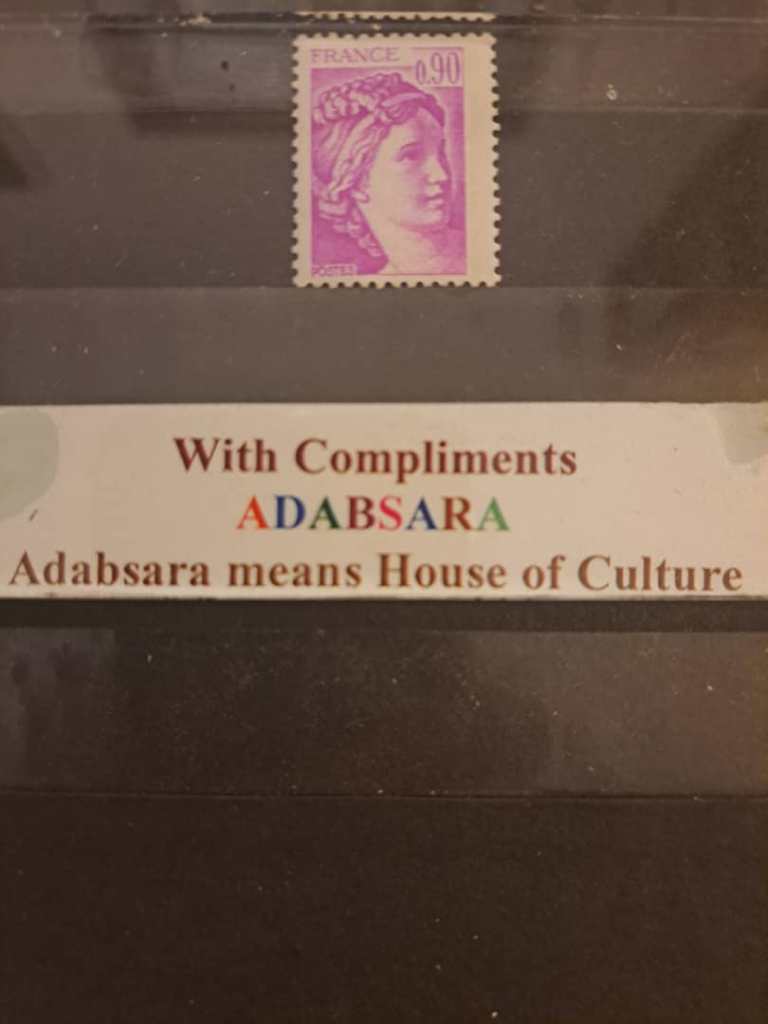 FRANCE
0.90
POSTES
With Compliments
ADABSARA
Adabsara means House of Culture